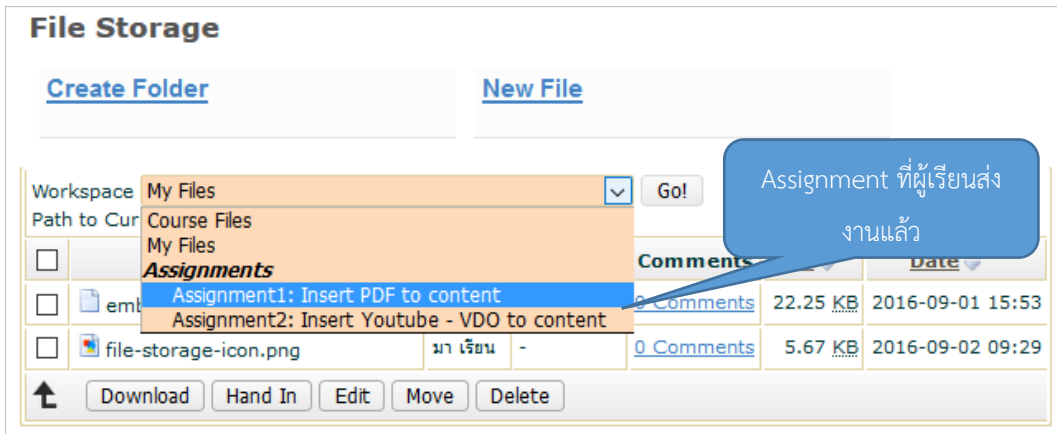 File Storage
Create Folder New File
Workspace My Files Go!
Assignment ที่ผู้เรียนส่ง
งานแล้ว
Path to Cur
Course Files
My Files
Assignments
Comments Date
Assignment1: Insert PDF to content
Assignment2: Insert Youtube - VDO to content
emb 0 Comments 22.25 KB 2016-09-01 15:53
file-storage-icon.png มา เรียน - 0 Comments 5.67 KB 2016-09-02 09:29
Download Hand In Edit Move Delete